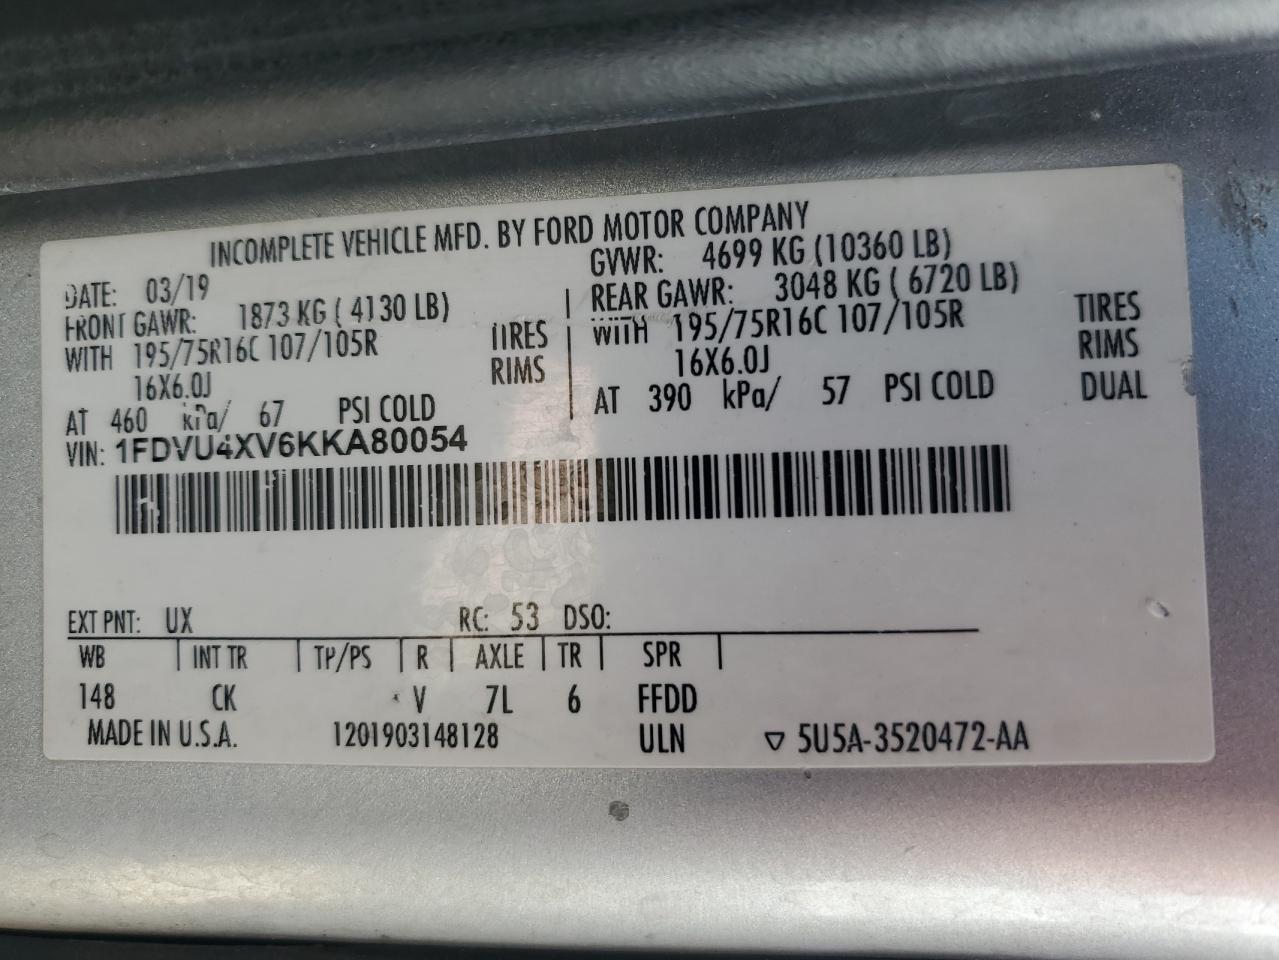 INCOMPLETE VEHICLE MFD. BY FORD MOTOR COMPANY
DATE: 03/19 GVWR: 4699 KG (10360 LB)
FRONT GAWR: 1873 KG ( 4130 LB) REAR GAWR: 3048 KG ( 6720 LB)
WITH 195/75R16C 107/105R TIRES WITH 195/75R16C 107/105R TIRES
16X6.0J RIMS 16X6.0J RIMS
AT 460 kPa/ 67 PSI COLD AT 390 kPa/ 57 PSI COLD DUAL
VIN: 1FDVU4XV6KKA80054
EXT PNT: UX RC: 53 DSO:
WB INT TR TP/PS R AXLE TR SPR
148 CK V 7L 6 FFDD
MADE IN U.S.A. 1201903148128 ULN ▽ 5U5A-3520472-AA